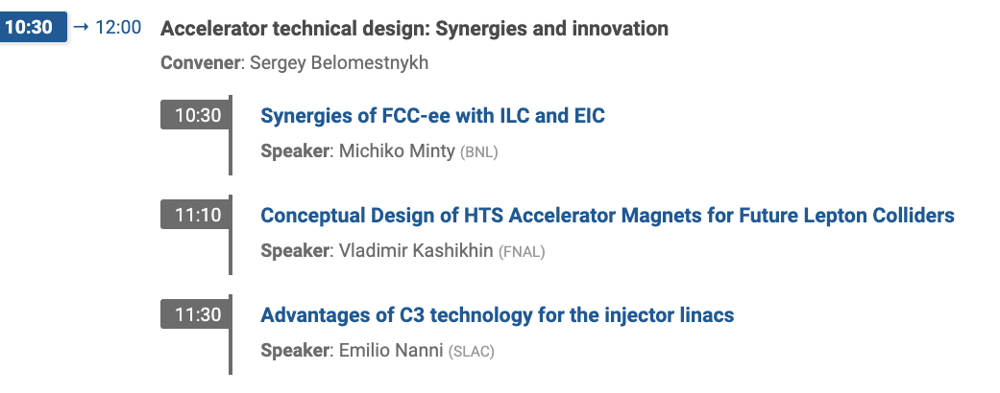 10:30 → 12:00 Accelerator technical design: Synergies and innovation
Convener: Sergey Belomestnykh
10:30 Synergies of FCC-ee with ILC and EIC
Speaker: Michiko Minty (BNL)
11:10 Conceptual Design of HTS Accelerator Magnets for Future Lepton Colliders
Speaker: Vladimir Kashikhin (FNAL)
11:30 Advantages of C3 technology for the injector linacs
Speaker: Emilio Nanni (SLAC)